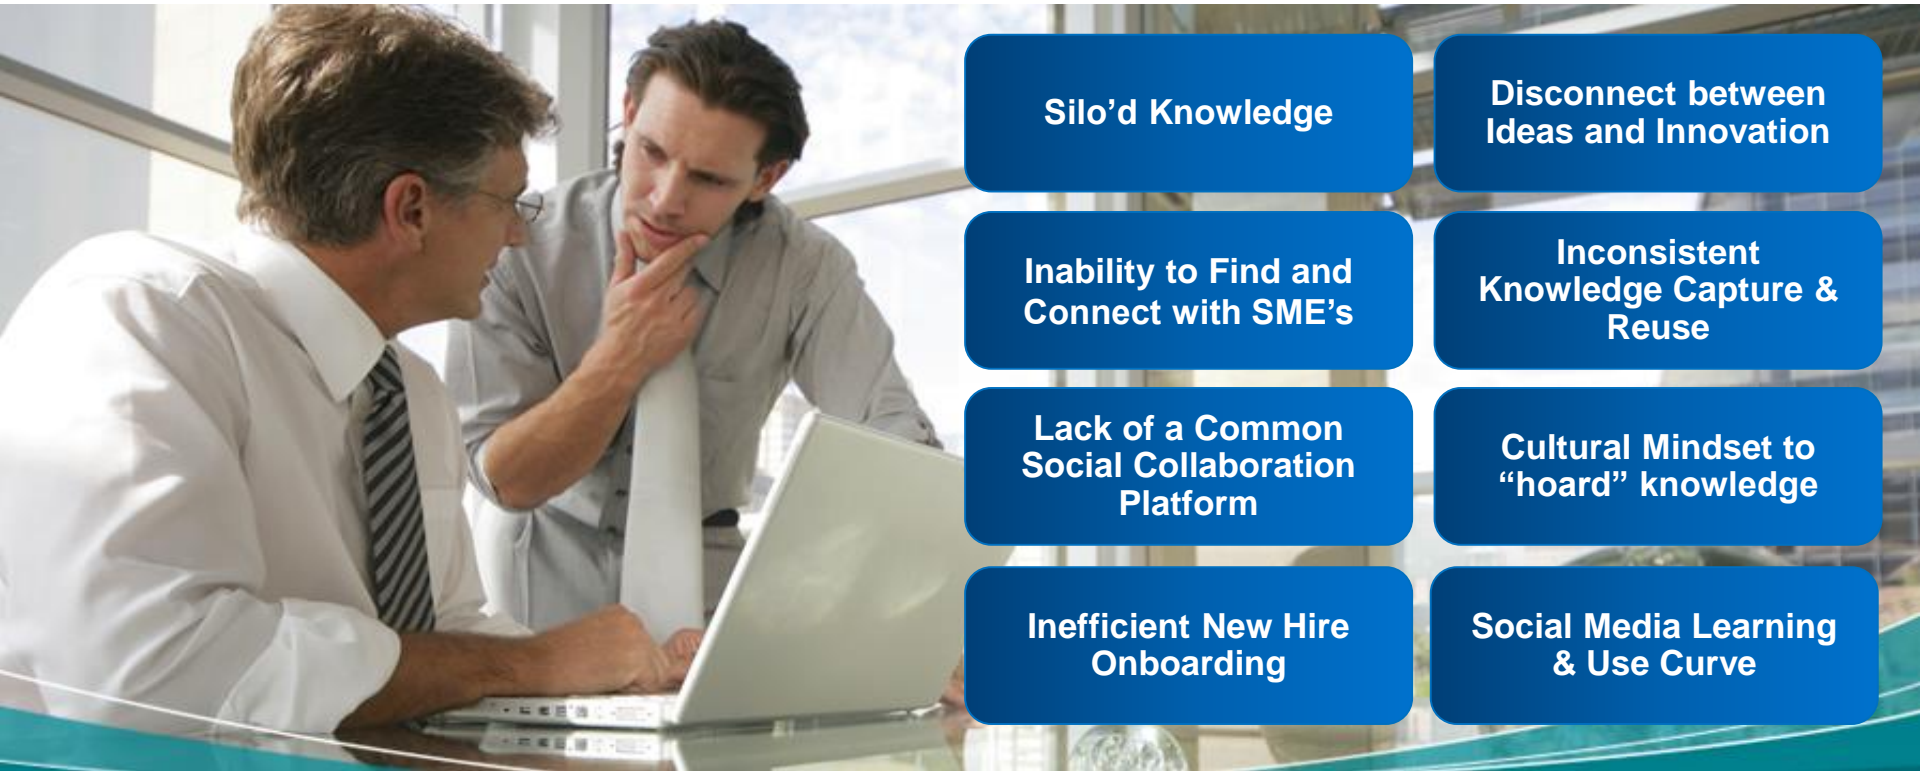 Silo’d Knowledge
Disconnect between
Ideas and Innovation
Inability to Find and
Connect with SME’s
Inconsistent
Knowledge Capture &
Reuse
Lack of a Common
Social Collaboration
Platform
Cultural Mindset to
“hoard” knowledge
Inefficient New Hire
Onboarding
Social Media Learning
& Use Curve